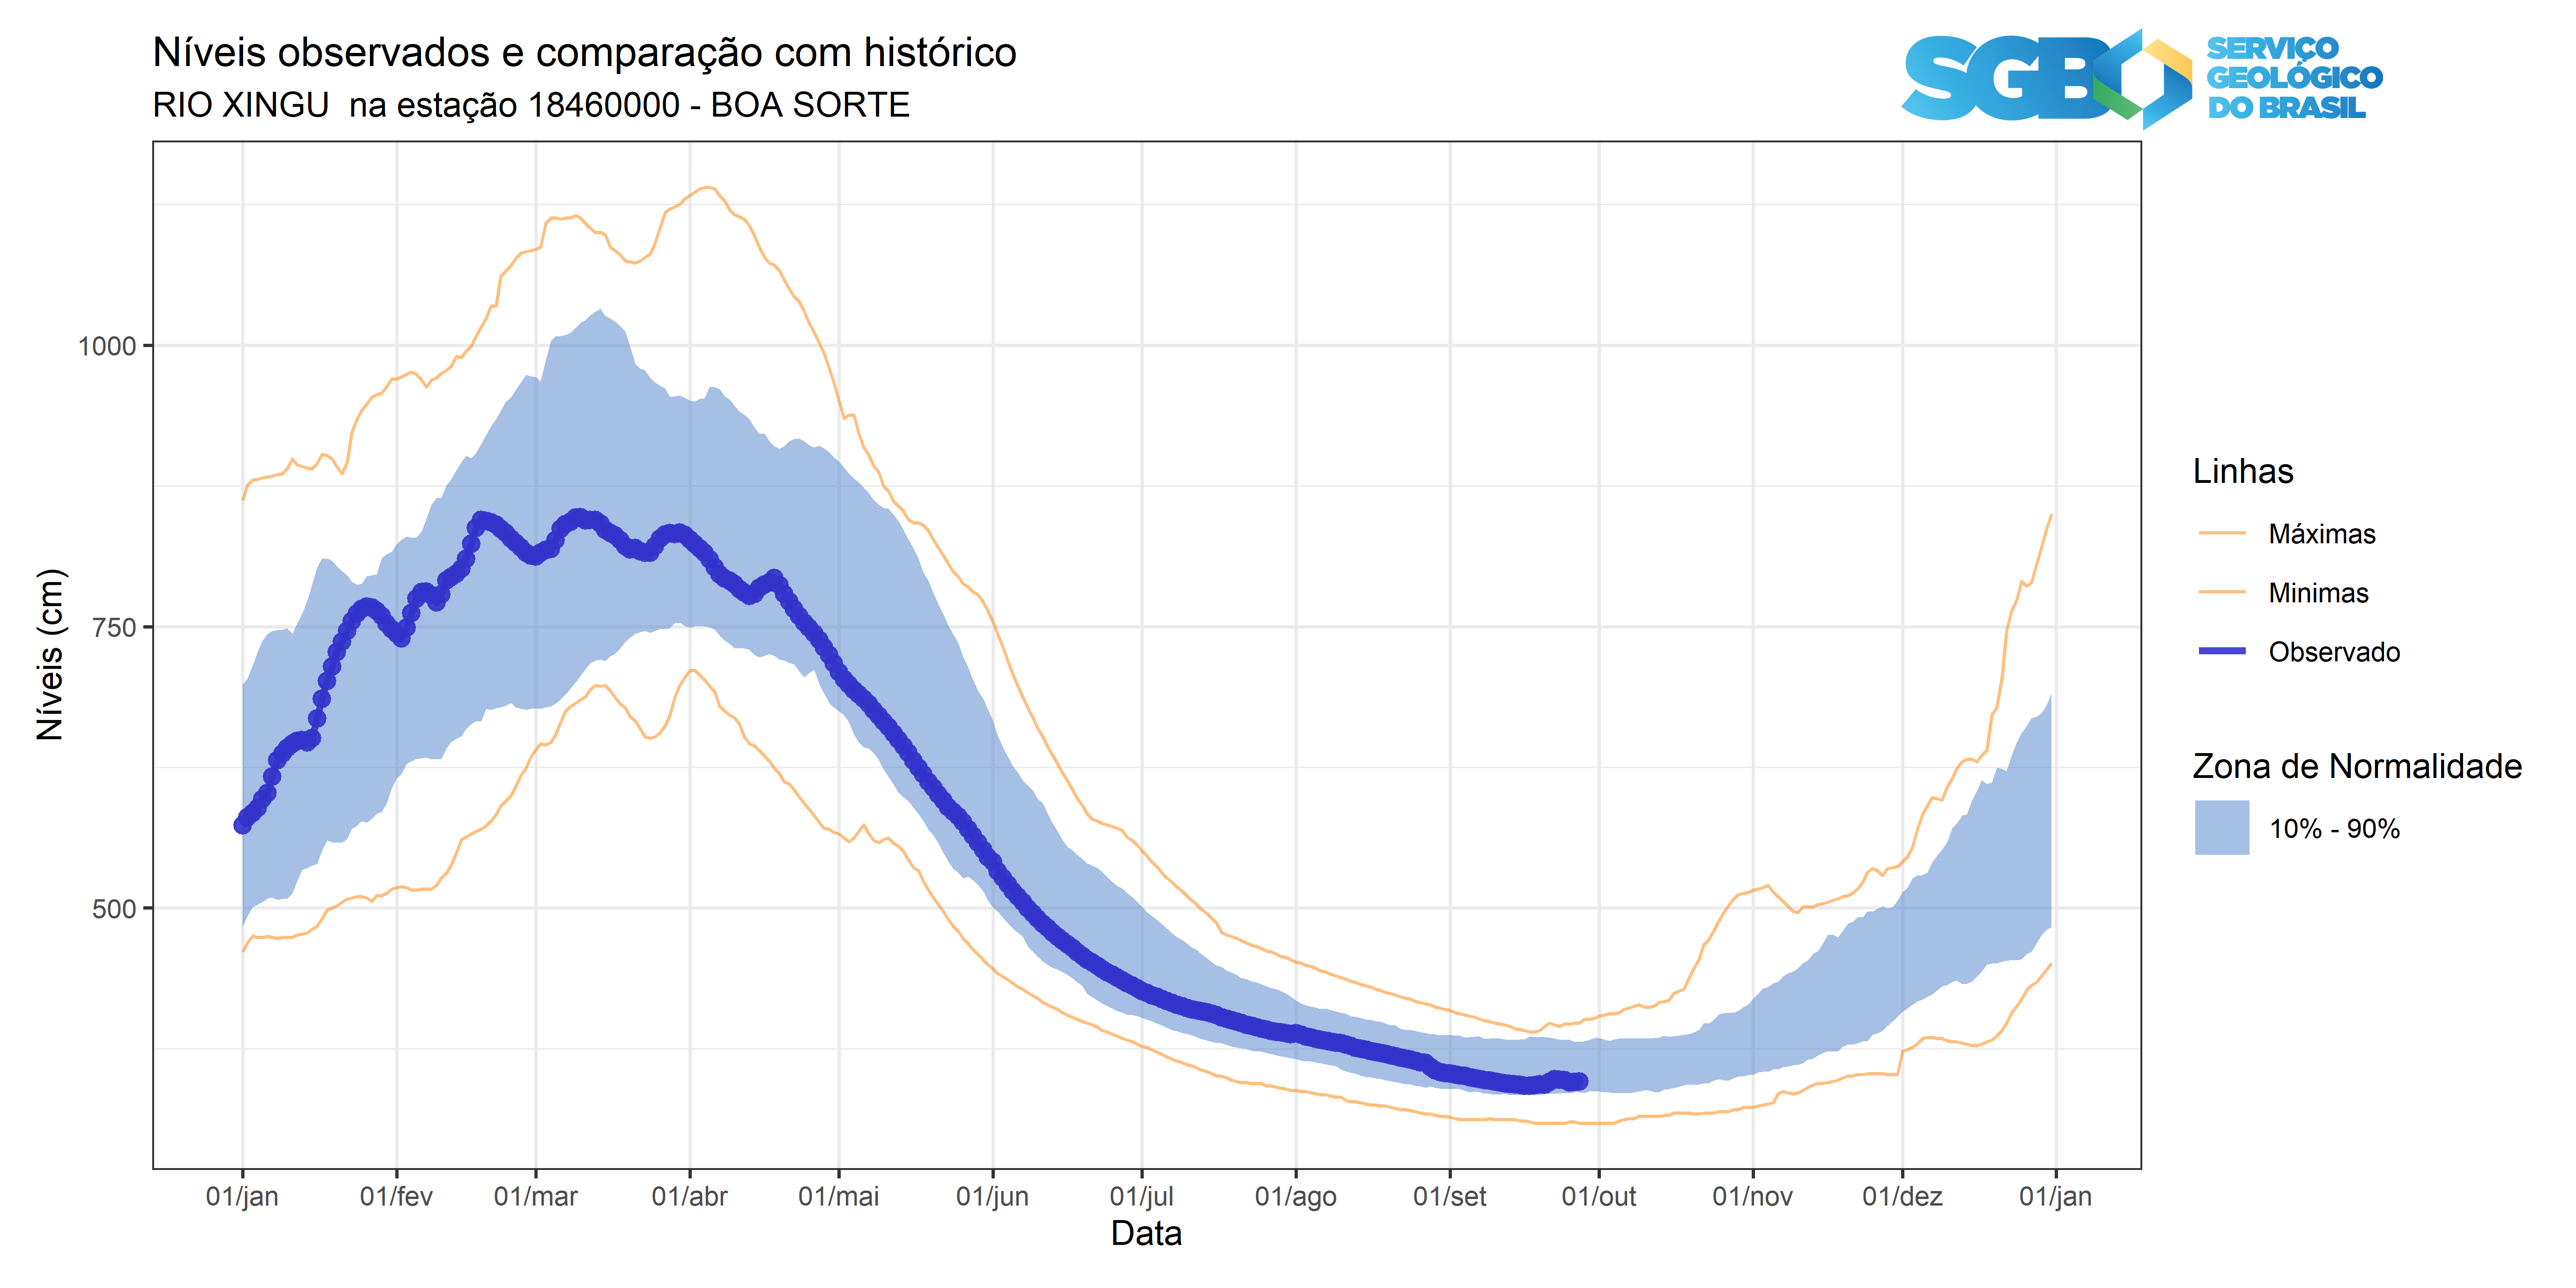 Níveis observados e comparação com histórico
RIO XINGU  na estação 18460000 - BOA SORTE
SGB
SERVIÇO
GEOLÓGICO
DO BRASIL
Níveis (cm)
1000
750
500
01/jan 01/fev 01/mar 01/abr 01/mai 01/jun 01/jul 01/ago 01/set 01/out 01/nov 01/dez 01/jan
Data
Linhas
Máximas
Minimas
Observado
Zona de Normalidade
10% - 90%